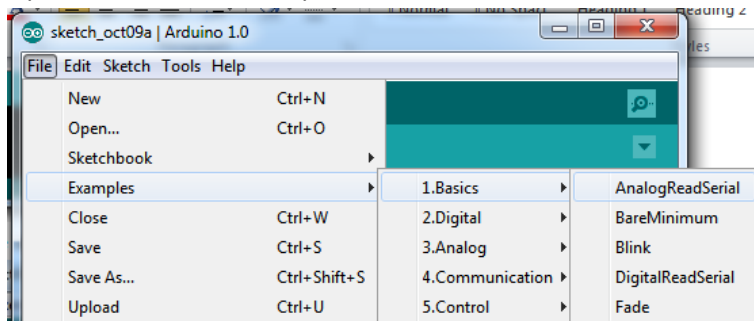 sketch_oct09a | Arduino 1.0
File Edit Sketch Tools Help
New Ctrl+N
Open... Ctrl+O
Sketchbook
Examples 1.Basics AnalogReadSerial
Close Ctrl+W 2.Digital BareMinimum
Save Ctrl+S 3.Analog Blink
Save As... Ctrl+Shift+S 4.Communication DigitalReadSerial
Upload Ctrl+U 5.Control Fade